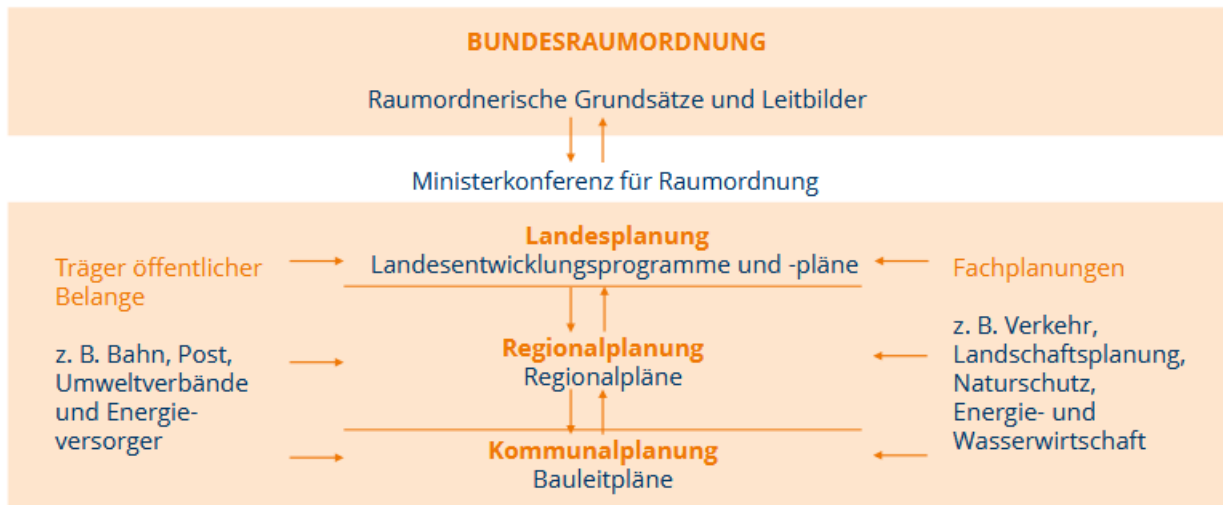 BUNDESRAUMORDNUNG
Raumordnerische Grundsätze und Leitbilder
Ministerkonferenz für Raumordnung
Landesplanung
Landesentwicklungsprogramme und -pläne
Regionalplanung
Regionalpläne
Kommunalplanung
Bauleitpläne
Träger öffentlicher
Belange
z. B. Bahn, Post,
Umweltverbände
und Energie-
versorger
Fachplanungen
z. B. Verkehr,
Landschaftsplanung,
Naturschutz,
Energie- und
Wasserwirtschaft